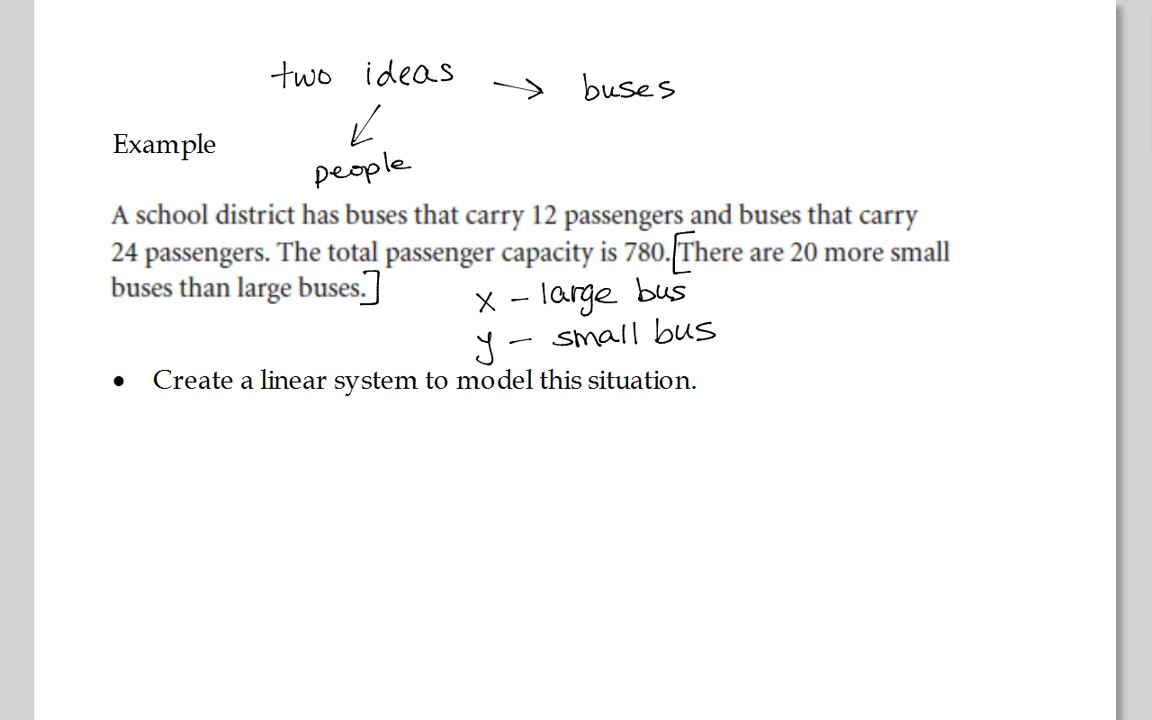 two ideas → buses
Example
people
A school district has buses that carry 12 passengers and buses that carry
24 passengers. The total passenger capacity is 780. [There are 20 more small
buses than large buses.]
x – large bus
y – small bus
• Create a linear system to model this situation.